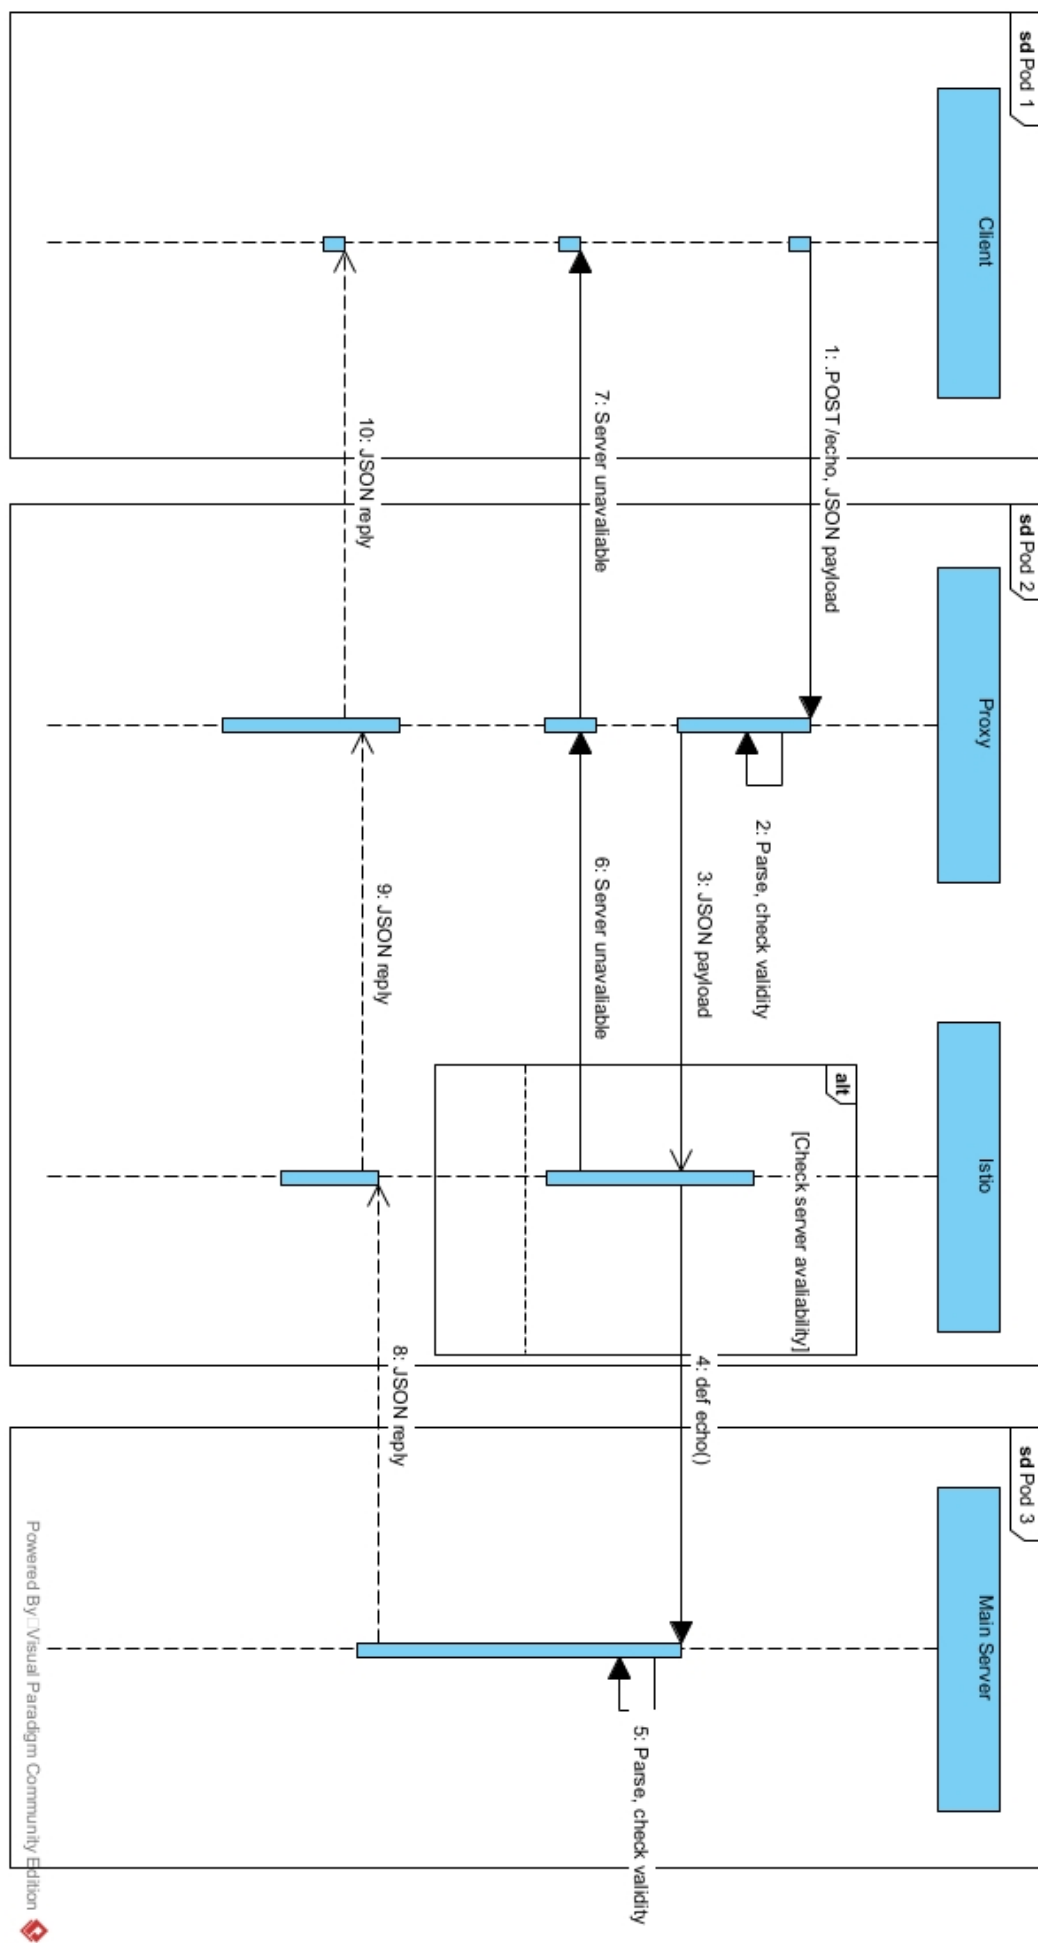 sd Pod 1
sd Pod 2
sd Pod 3
Client
Proxy
Istio
Main Server
1: .POST /echo, JSON payload
2: Parse, check validity
alt
[Check server avaliability]
3: JSON payload
4: def echo()
5: Parse, check validity
6: Server unavaliable
7: Server unavaliable
8: JSON reply
9: JSON reply
10: JSON reply
Powered By□Visual Paradigm Community Edition